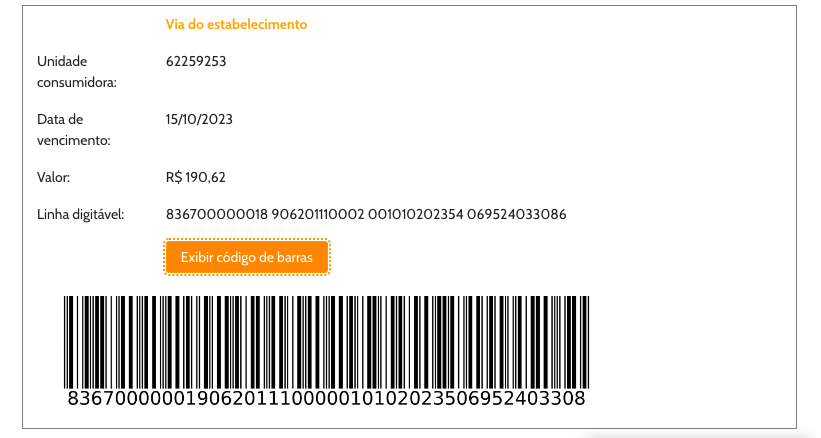 Via do estabelecimento
Unidade consumidora: 62259253
Data de vencimento: 15/10/2023
Valor: R$ 190,62
Linha digitável: 836700000018 906201110002 001010202354 069524033086
Exibir código de barras
83670000001906201110000010102023506952403308